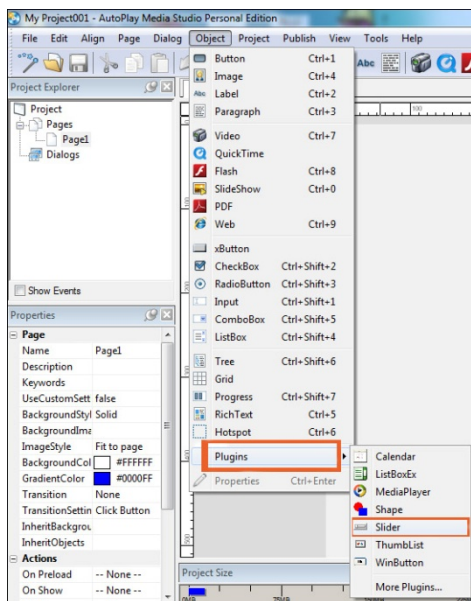 My Project001 - AutoPlay Media Studio Personal Edition
File Edit Align Page Dialog Object Project Publish View Tools Help
Project Explorer
Project
Pages
Page1
Dialogs
Show Events
Properties
Page
Name Page1
Description
Keywords
UseCustomSett false
BackgroundStyl Solid
BackgroundIma
ImageStyle Fit to page
BackgroundCol #FFFFFF
GradientColor #0000FF
Transition None
TransitionSettin Click Button
InheritBackgrou
InheritObjects
Actions
On Preload -- None --
On Show -- None --
Button Ctrl+1
Image Ctrl+4
Abc Label Ctrl+2
Paragraph Ctrl+3
Video Ctrl+7
QuickTime
Flash Ctrl+8
SlideShow Ctrl+0
PDF
Web Ctrl+9
xButton
CheckBox Ctrl+Shift+2
RadioButton Ctrl+Shift+3
Input Ctrl+Shift+1
ComboBox Ctrl+Shift+5
ListBox Ctrl+Shift+4
Tree Ctrl+Shift+6
Grid
Progress Ctrl+Shift+7
RichText Ctrl+5
Hotspot Ctrl+6
Plugins
Properties Ctrl+Enter
Abc
100
Calendar
ListBoxEx
MediaPlayer
Shape
Slider
ThumbList
WinButton
More Plugins...
Project Size
0MB 75MB